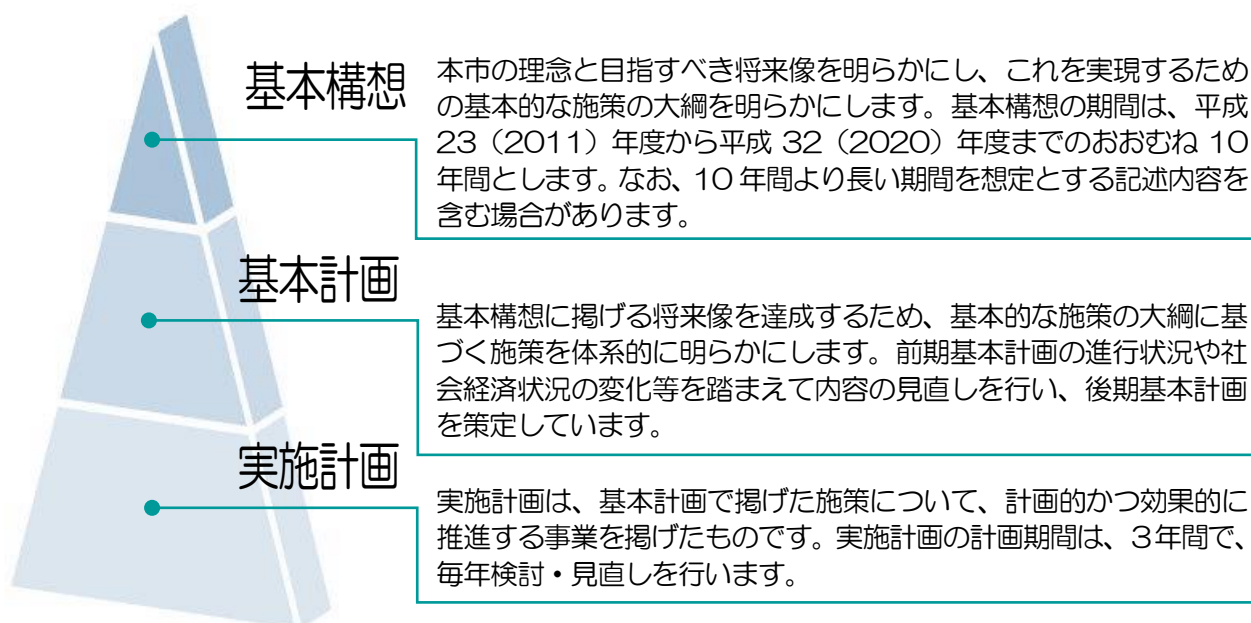 基本構想
本市の理念と目指すべき将来像を明らかにし、これを実現するため
の基本的な施策の大綱を明らかにします。基本構想の期間は、平成
23（2011）年度から平成 32（2020）年度までのおおむね 10
年間とします。なお、10 年間より長い期間を想定とする記述内容を
含む場合があります。
基本計画
基本構想に掲げる将来像を達成するため、基本的な施策の大綱に基
づく施策を体系的に明らかにします。前期基本計画の進行状況や社
会経済状況の変化等を踏まえて内容の見直しを行い、後期基本計画
を策定しています。
実施計画
実施計画は、基本計画で掲げた施策について、計画的かつ効果的に
推進する事業を掲げたものです。実施計画の計画期間は、３年間で、
毎年検討・見直しを行います。